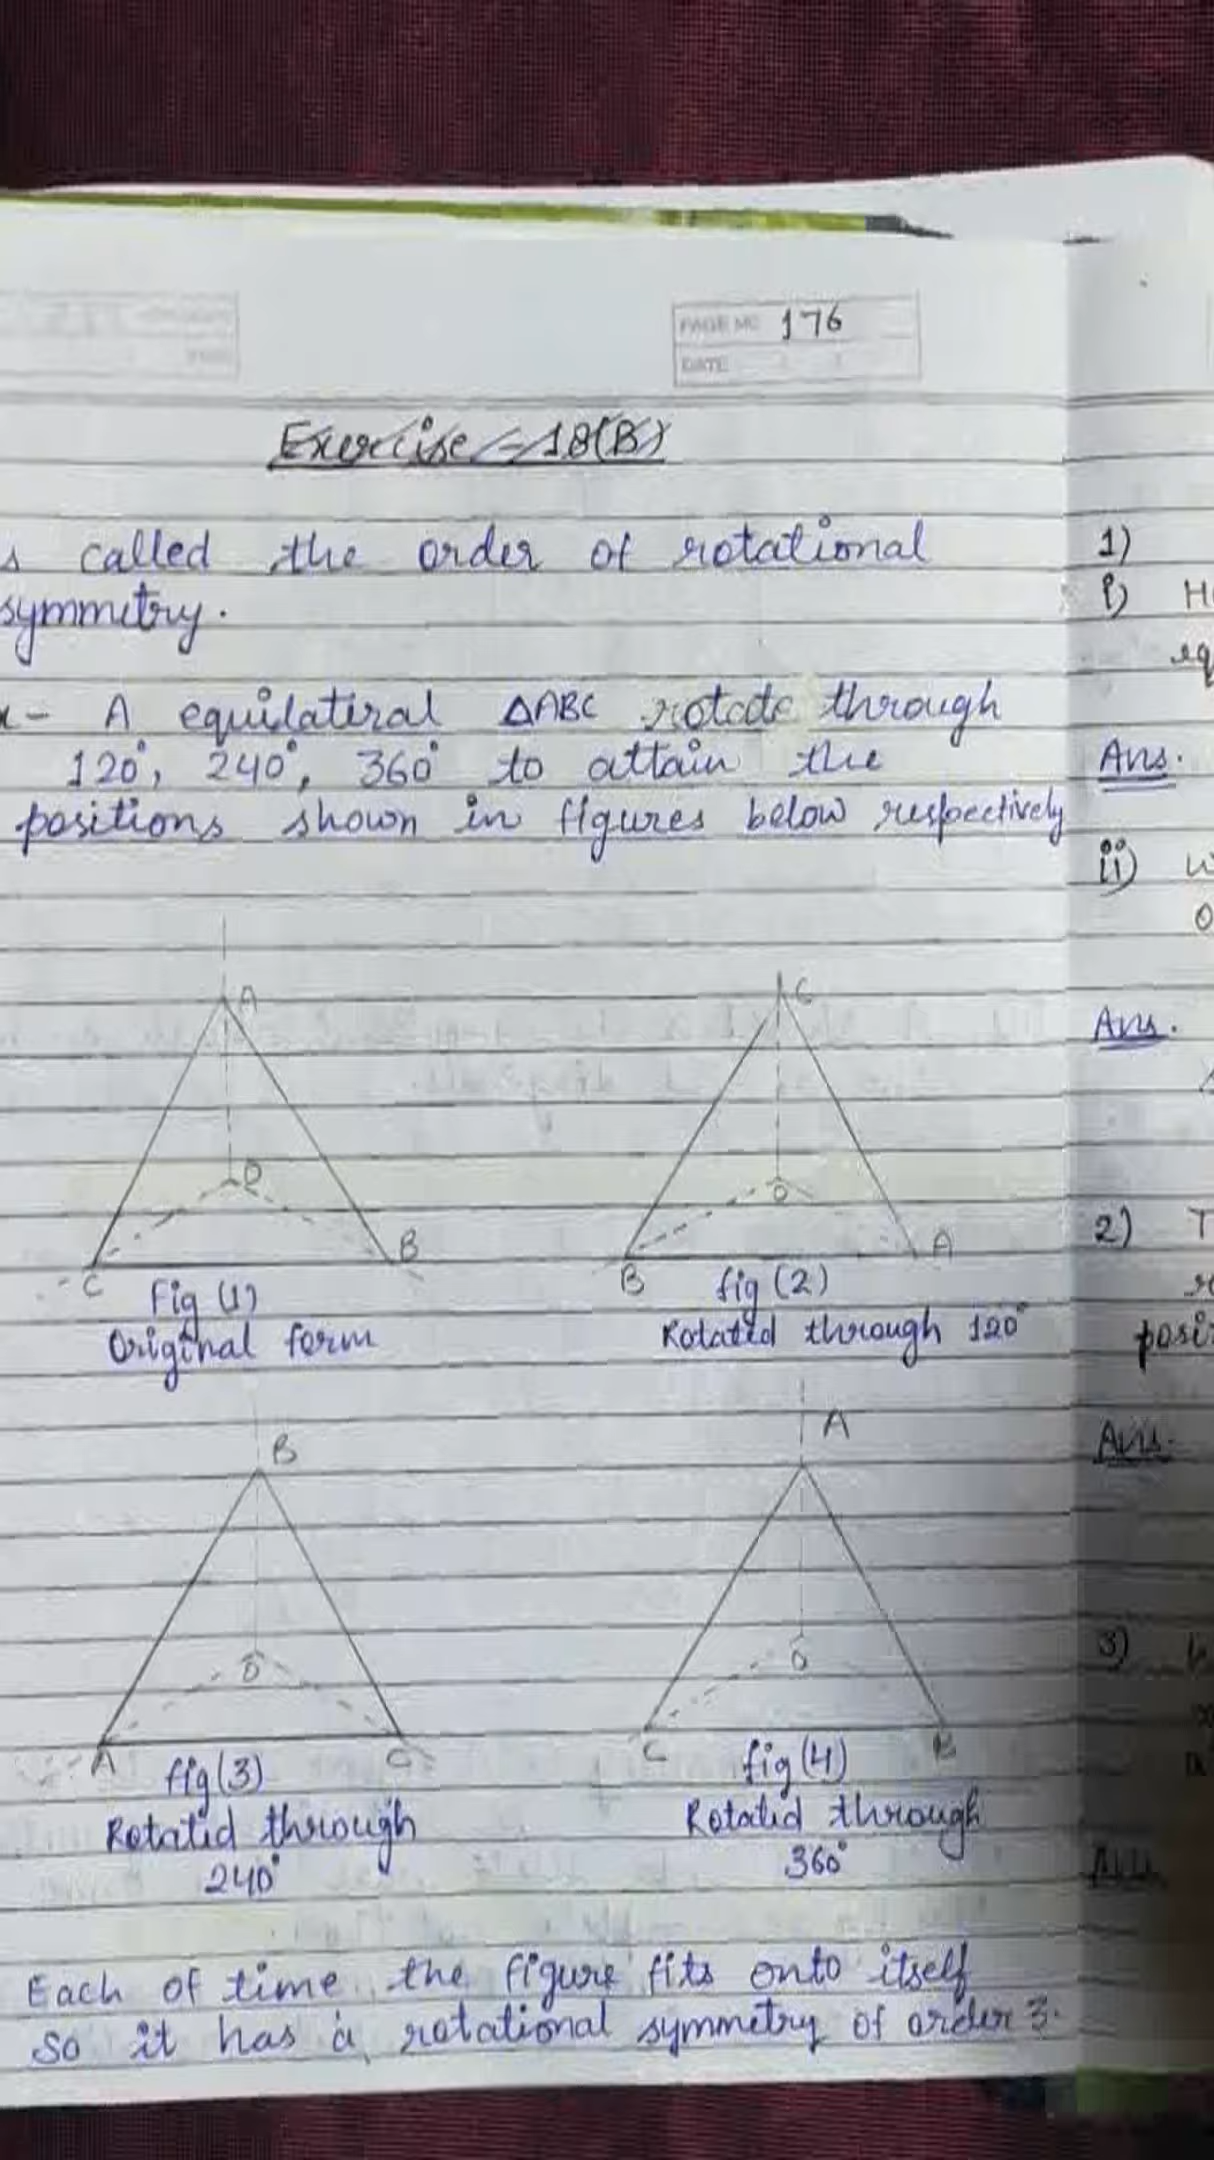 PAGE NO 176
DATE
Exercise - 18(B)
called the order of rotational
symmetry.
A equilateral ΔABC rotate through
120°, 240°, 360° to attain the
positions shown in figures below respectively
A
O
C
B
Fig (1)
Original form
C
O
B
A
fig (2)
Rotated through 120°
B
O
A
C
fig (3)
Rotated through
240°
A
O
C
B
fig (4)
Rotated through
360°
Each of time the figure fits onto itself
so it has a rotational symmetry of order 3.
1)
i)
Ans.
ii)
Ans.
2)
Ans.
3)
Ans